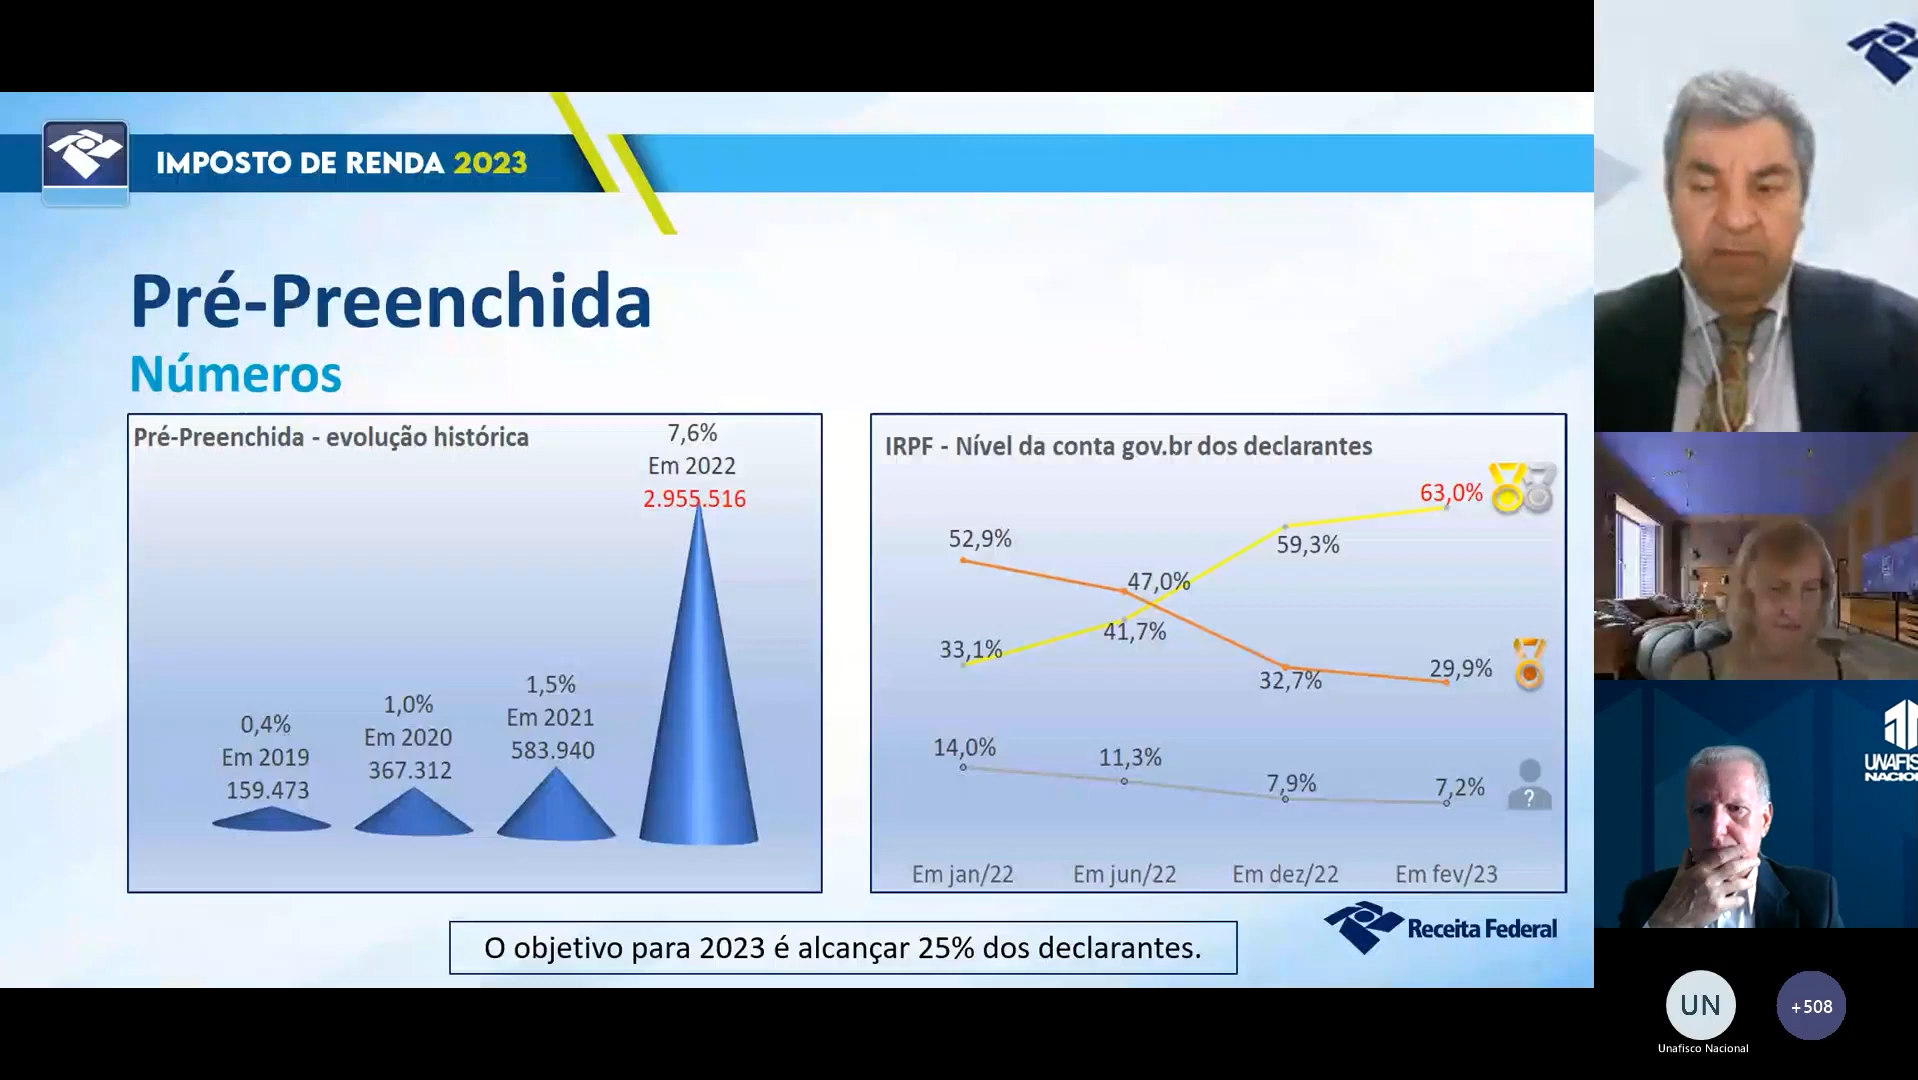 IMPOSTO DE RENDA 2023
Pré-Preenchida
Números
Pré-Preenchida - evolução histórica
0,4%
Em 2019
159.473
1,0%
Em 2020
367.312
1,5%
Em 2021
583.940
7,6%
Em 2022
2.955.516
IRPF - Nível da conta gov.br dos declarantes
52,9%
47,0%
32,7%
29,9%
33,1%
41,7%
59,3%
63,0%
14,0%
11,3%
7,9%
7,2%
?
Em jan/22
Em jun/22
Em dez/22
Em fev/23
O objetivo para 2023 é alcançar 25% dos declarantes.
Receita Federal
UN
Unafisco Nacional
+508